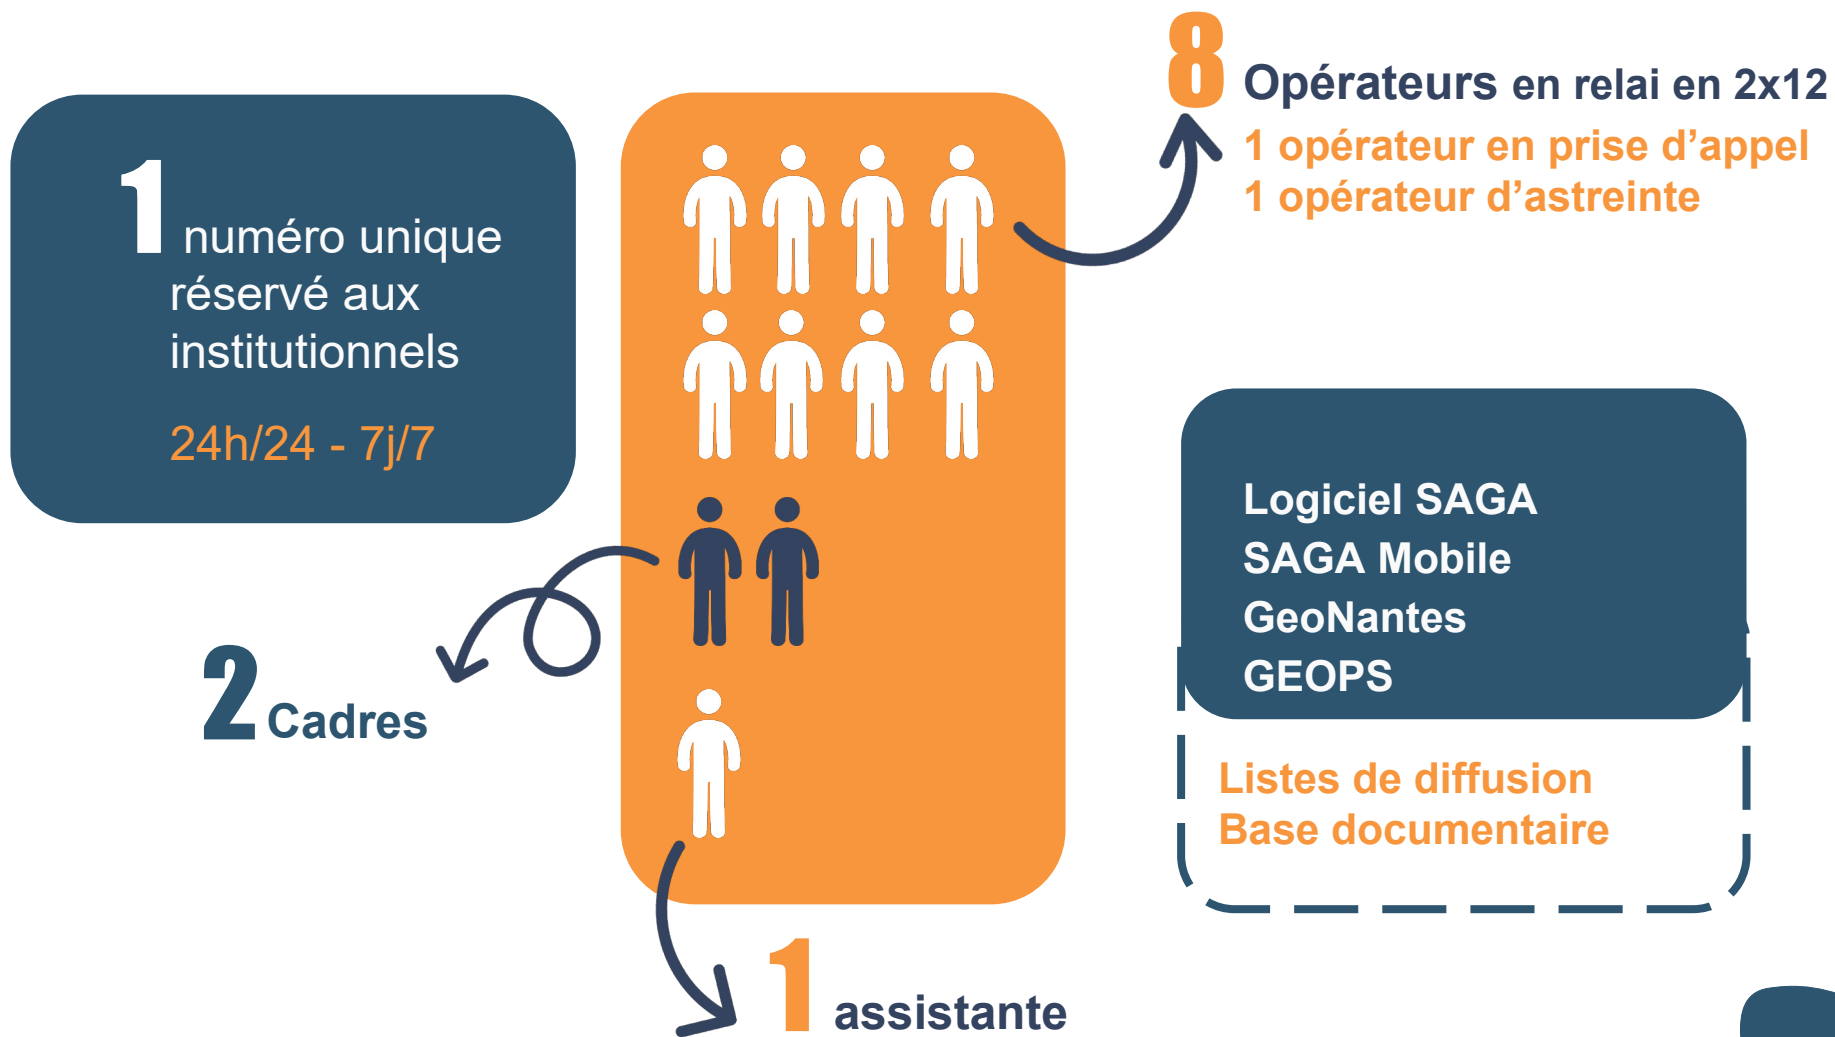 1 numéro unique
réservé aux
institutionnels
24h/24 - 7j/7
8 Opérateurs en relai en 2x12
1 opérateur en prise d’appel
1 opérateur d’astreinte
2 Cadres
1 assistante
Logiciel SAGA
SAGA Mobile
GeoNantes
GEOPS
Listes de diffusion
Base documentaire